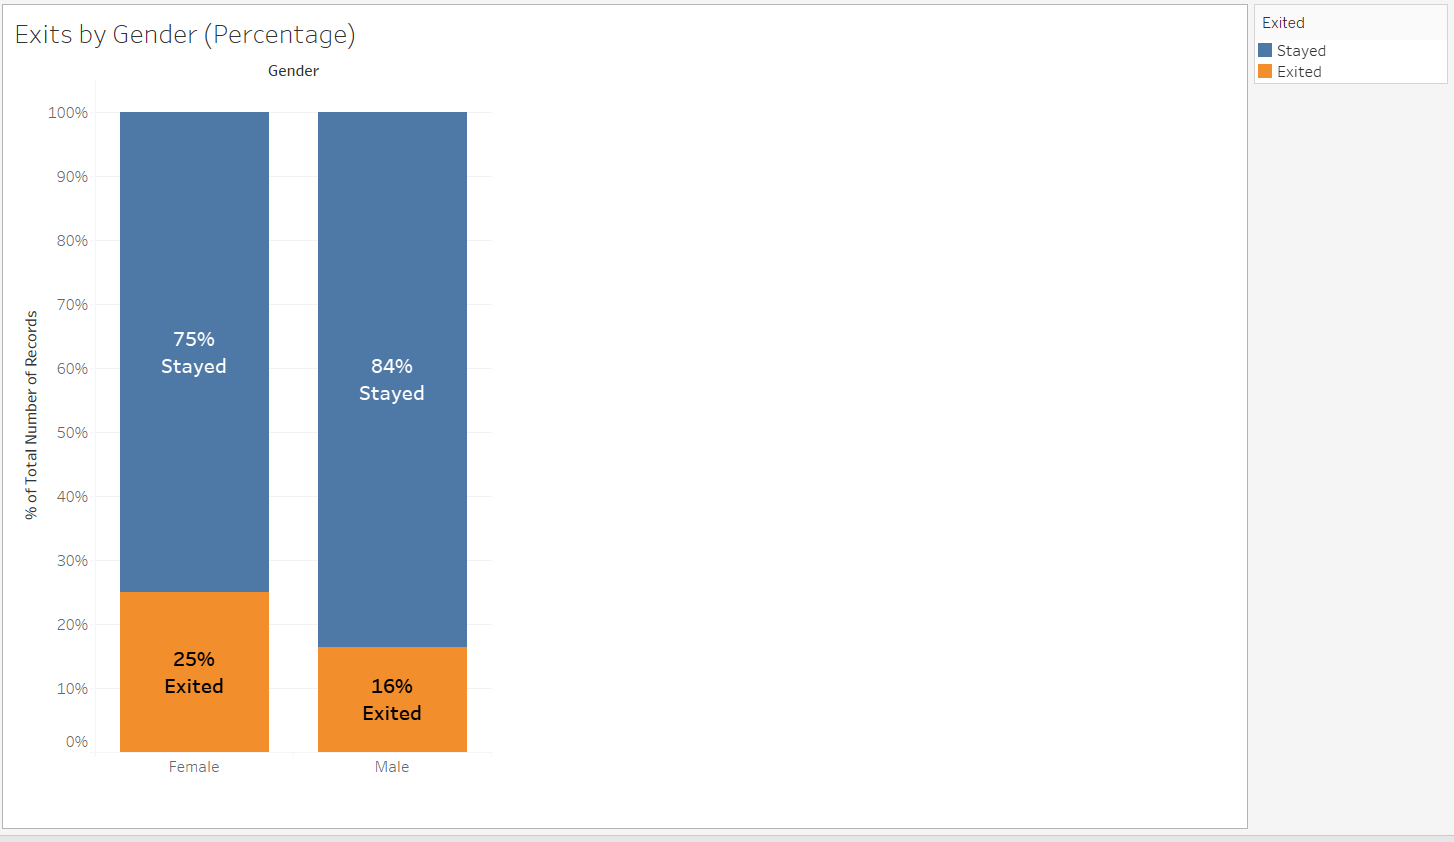 Exits by Gender (Percentage)
Gender
% of Total Number of Records
100%
90%
80%
70%
60%
50%
40%
30%
20%
10%
0%
75%
Stayed
25%
Exited
84%
Stayed
16%
Exited
Female
Male
Exited
Stayed
Exited